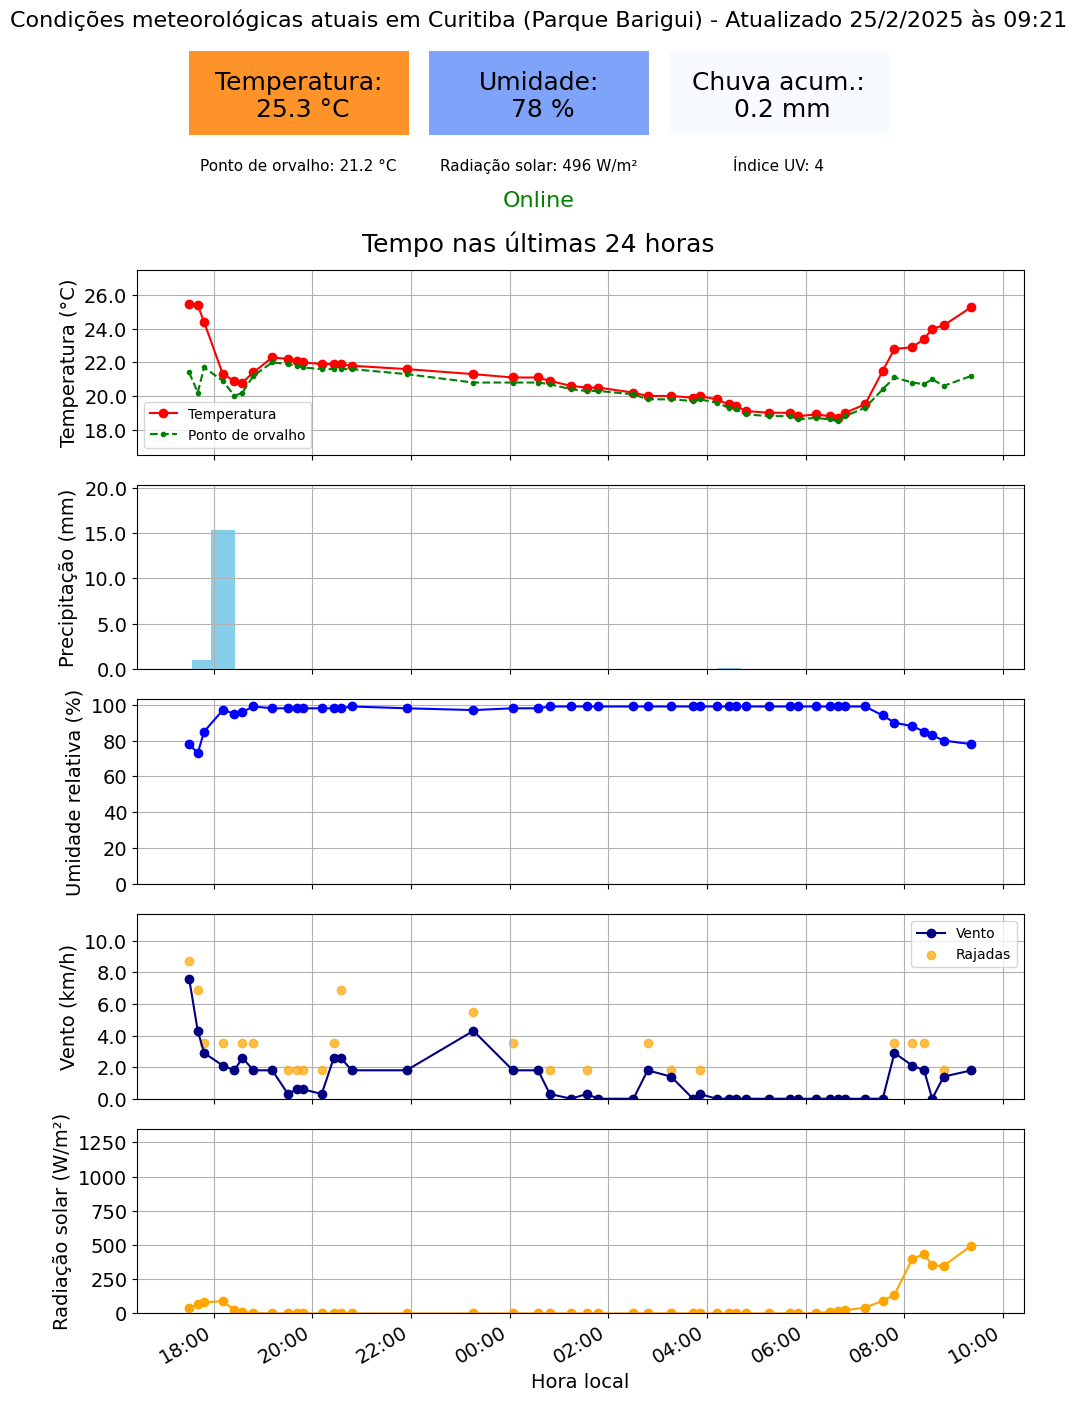 Condições meteorológicas atuais em Curitiba (Parque Barigui) - Atualizado 25/2/2025 às 09:21
Temperatura:
25.3 °C
Umidade:
78 %
Chuva acum.:
0.2 mm
Ponto de orvalho: 21.2 °C
Radiação solar: 496 W/m²
Índice UV: 4
Online
Tempo nas últimas 24 horas
Temperatura (°C)
26.0
24.0
22.0
20.0
18.0
Temperatura
Ponto de orvalho
Precipitação (mm)
20.0
15.0
10.0
5.0
0.0
Umidade relativa (%)
100
80
60
40
20
0
Vento (km/h)
10.0
8.0
6.0
4.0
2.0
0.0
Vento
Rajadas
Radiação solar (W/m²)
1250
1000
750
500
250
0
18:00
20:00
22:00
00:00
02:00
04:00
06:00
08:00
10:00
Hora local